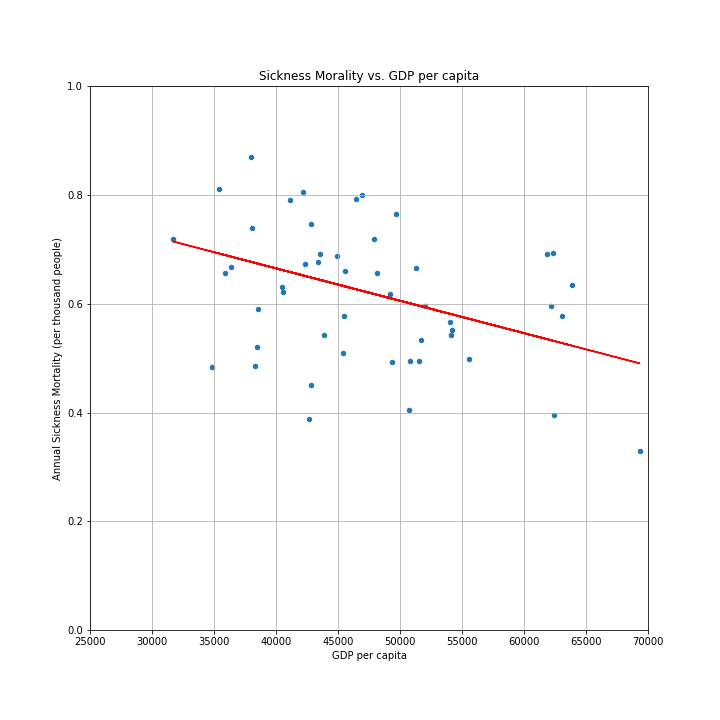 Sickness Morality vs. GDP per capita
Annual Sickness Mortality (per thousand people)
1.0
0.8
0.6
0.4
0.2
0.0
25000 30000 35000 40000 45000 50000 55000 60000 65000 70000
GDP per capita